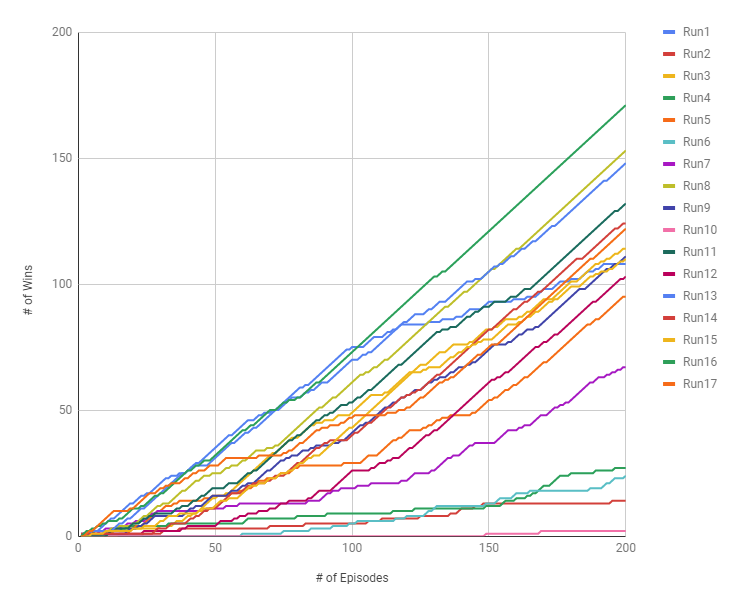 200
150
100
50
0
0
50
100
150
200
# of Wins
# of Episodes
Run1
Run2
Run3
Run4
Run5
Run6
Run7
Run8
Run9
Run10
Run11
Run12
Run13
Run14
Run15
Run16
Run17